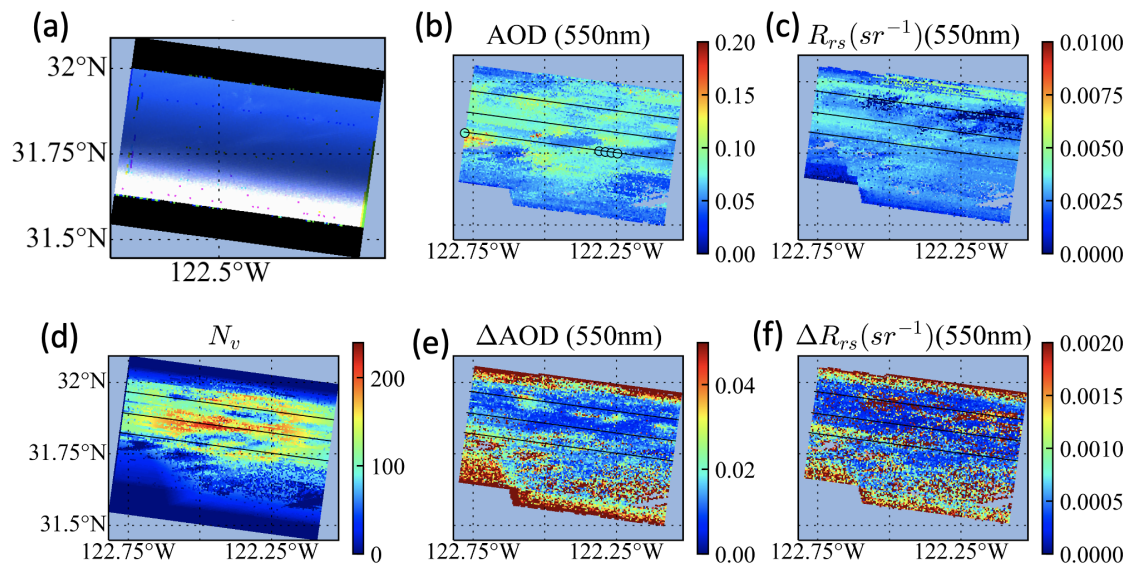 (a)
32°N
31.75°N
31.5°N
122.5°W
(b)
AOD (550nm)
0.20
0.15
0.10
0.05
0.00
122.75°W
122.25°W
(c)
R_rs(sr⁻¹)(550nm)
0.0100
0.0075
0.0050
0.0025
0.0000
122.75°W
122.25°W
(d)
N_v
32°N
31.75°N
31.5°N
200
100
0
122.75°W
122.25°W
(e)
ΔAOD (550nm)
0.04
0.02
0.00
122.75°W
122.25°W
(f)
ΔR_rs(sr⁻¹)(550nm)
0.0020
0.0015
0.0010
0.0005
0.0000
122.75°W
122.25°W